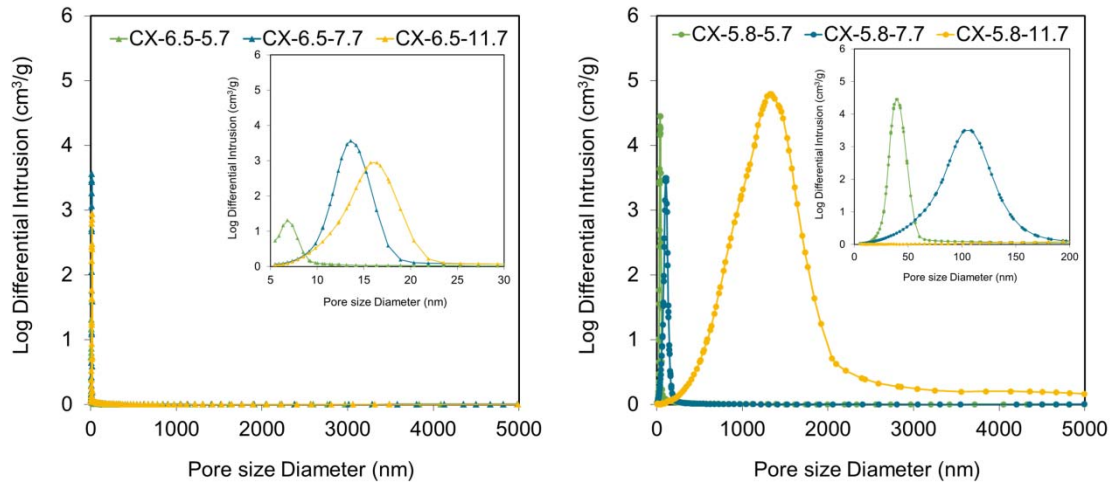 CX-6.5-5.7 CX-6.5-7.7 CX-6.5-11.7
Log Differential Intrusion (cm³/g)
6
5
4
3
2
1
0
0 1000 2000 3000 4000 5000
Pore size Diameter (nm)
Log Differential Intrusion (cm³/g)
6
5
4
3
2
1
0
5 10 15 20 25 30
Pore size Diameter (nm)
CX-5.8-5.7 CX-5.8-7.7 CX-5.8-11.7
Log Differential Intrusion (cm³/g)
6
5
4
3
2
1
0
0 1000 2000 3000 4000 5000
Pore size Diameter (nm)
Log Differential Intrusion (cm³/g)
6
5
4
3
2
1
0
0 50 100 150 200
Pore size Diameter (nm)